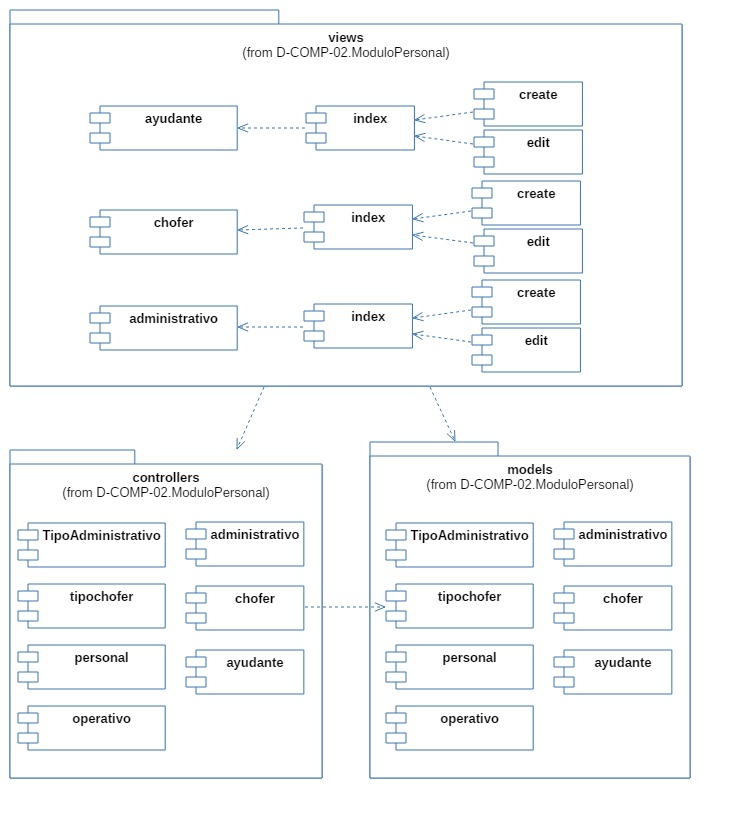 views
(from D-COMP-02.ModuloPersonal)
ayudante
index
create
edit
chofer
index
create
edit
administrativo
index
create
edit
controllers
(from D-COMP-02.ModuloPersonal)
TipoAdministrativo
administrativo
tipochofer
chofer
personal
ayudante
operativo
models
(from D-COMP-02.ModuloPersonal)
TipoAdministrativo
administrativo
tipochofer
chofer
personal
ayudante
operativo